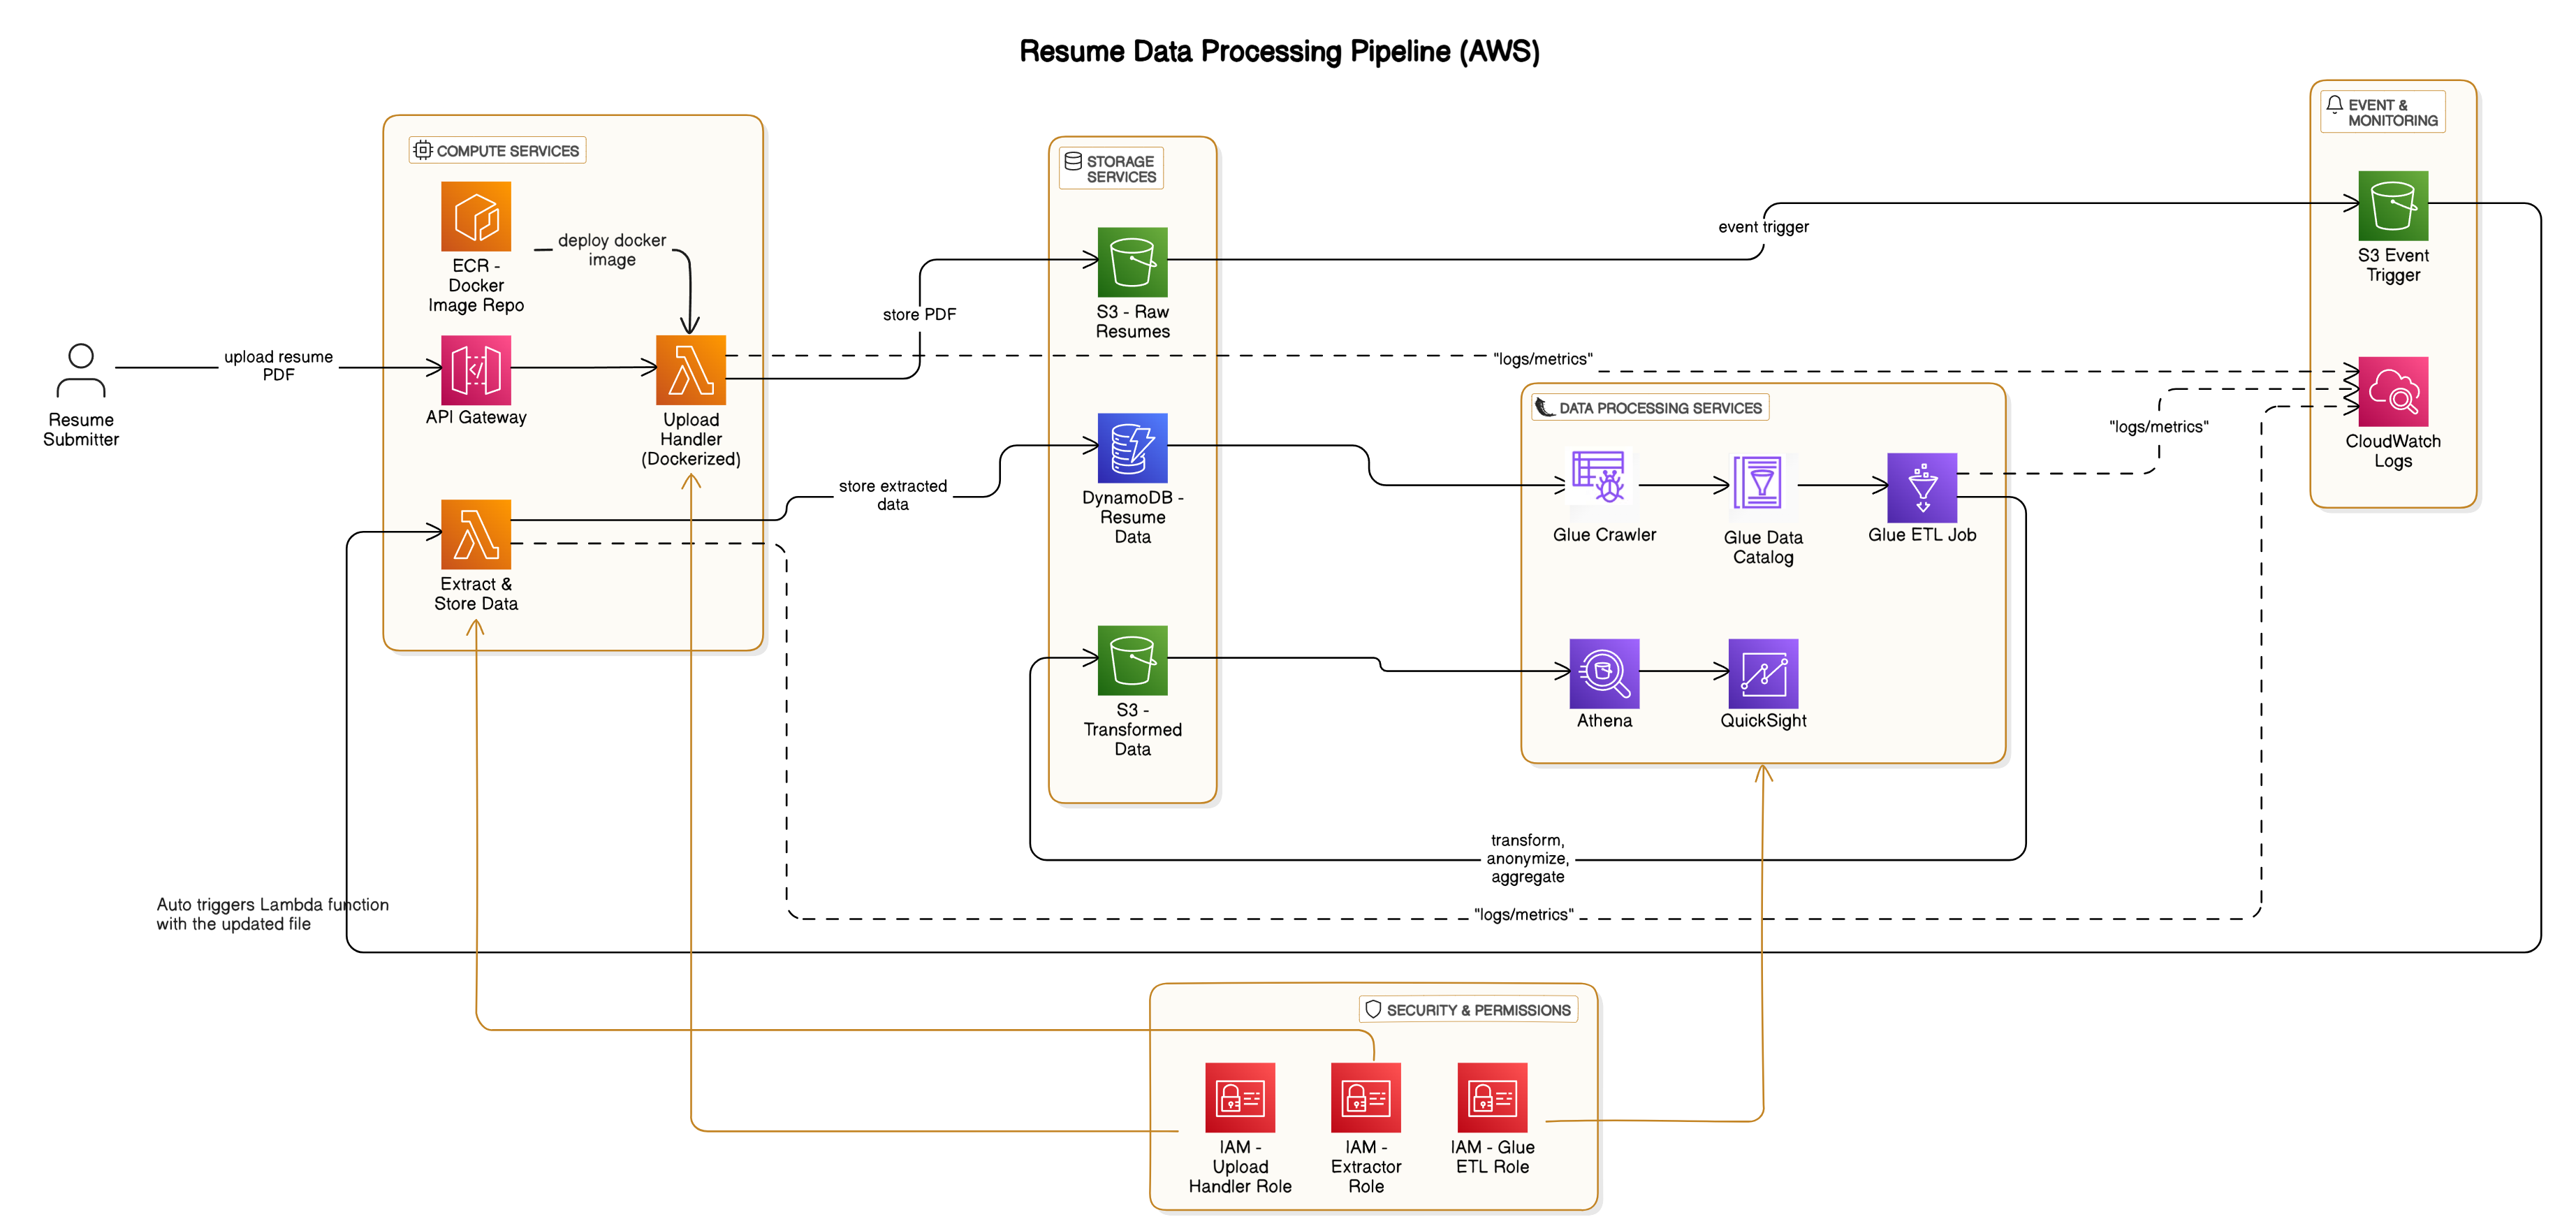 Resume Data Processing Pipeline (AWS)
COMPUTE SERVICES
ECR -
Docker
Image Repo
deploy docker
image
upload resume
PDF
Resume
Submitter
API Gateway
Upload
Handler
(Dockerized)
Extract &
Store Data
store PDF
store extracted
data
STORAGE
SERVICES
S3 - Raw
Resumes
DynamoDB -
Resume
Data
S3 -
Transformed
Data
event trigger
"logs/metrics"
DATA PROCESSING SERVICES
Glue Crawler
Glue Data
Catalog
Glue ETL Job
Athena
QuickSight
"logs/metrics"
EVENT &
MONITORING
S3 Event
Trigger
CloudWatch
Logs
transform,
anonymize,
aggregate
"logs/metrics"
Auto triggers Lambda function
with the updated file
SECURITY & PERMISSIONS
IAM -
Upload
Handler Role
IAM -
Extractor
Role
IAM - Glue
ETL Role